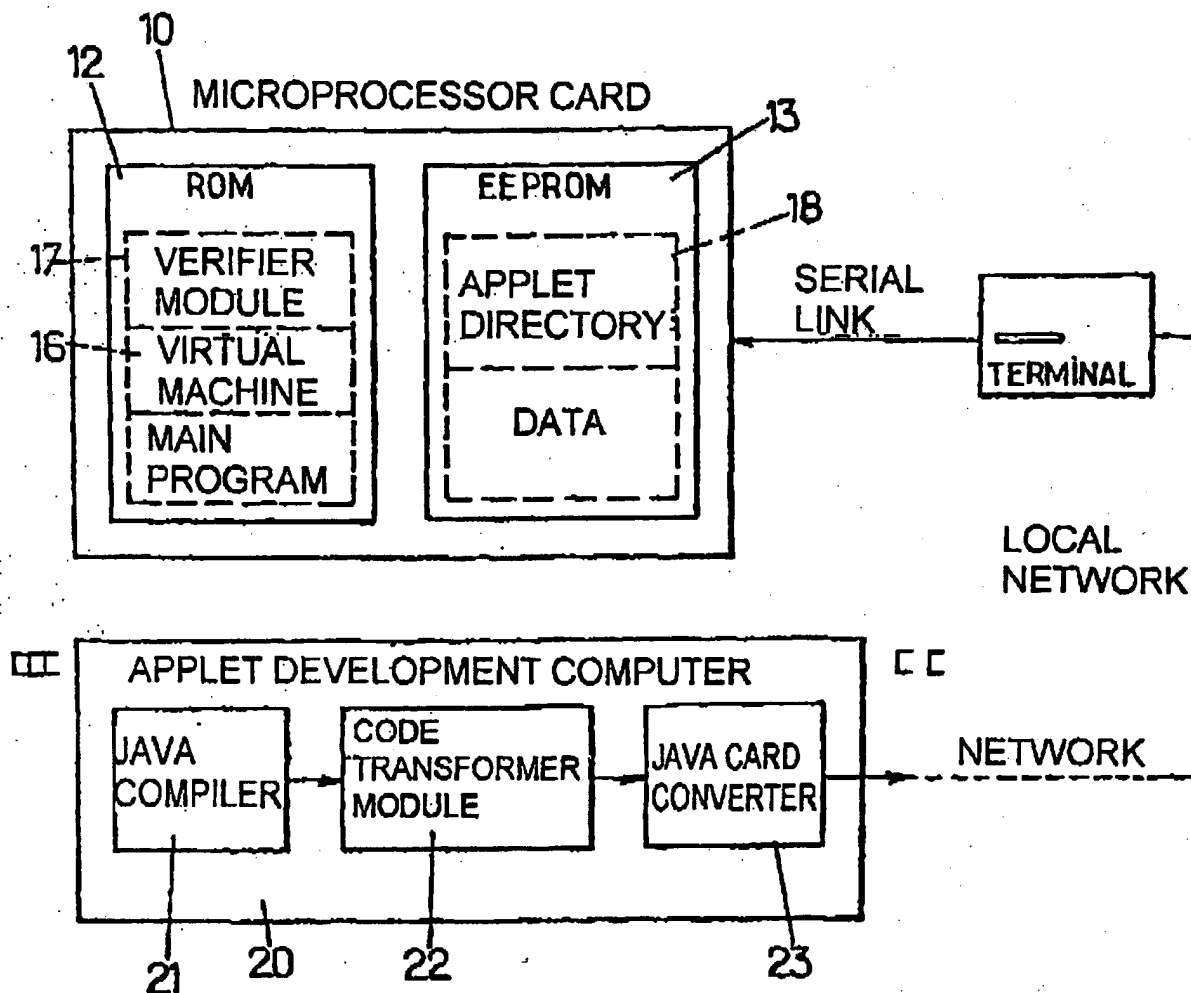 10
12
MICROPROCESSOR CARD
13
ROM
EEPROM
17
VERIFIER
MODULE
18
APPLET
DIRECTORY
16
VIRTUAL
MACHINE
MAIN
PROGRAM
DATA
SERIAL
LINK
TERMINAL
LOCAL
NETWORK
APPLET DEVELOPMENT COMPUTER
JAVA
COMPILER
CODE
TRANSFORMER
MODULE
JAVA CARD
CONVERTER
NETWORK
21
20
22
23